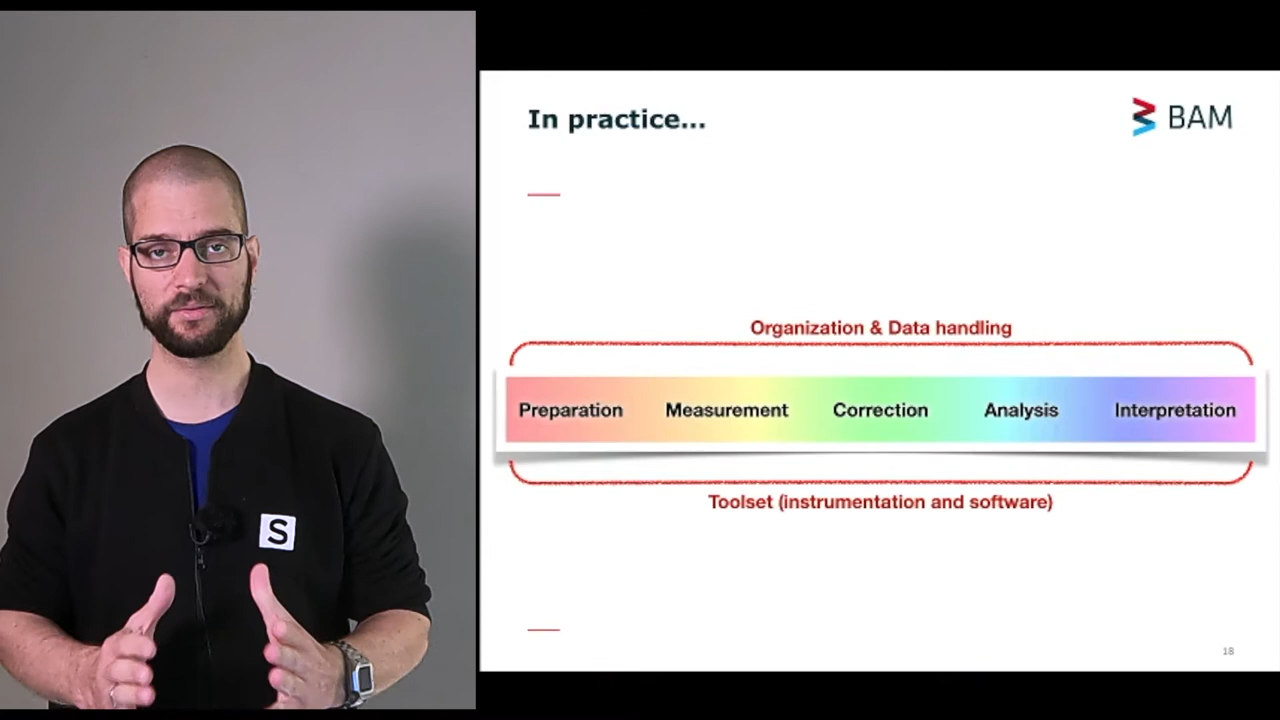 In practice...
BAM
Organization & Data handling
Preparation Measurement Correction Analysis Interpretation
Toolset (instrumentation and software)
18
S